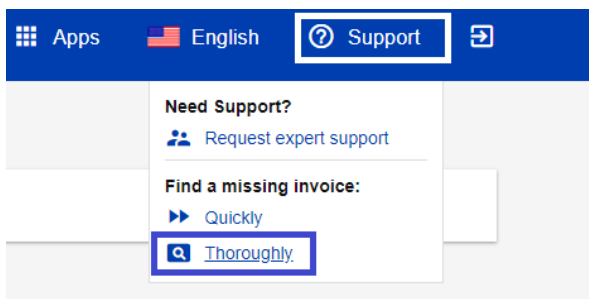 Apps English Support
Need Support?
Request expert support
Find a missing invoice:
Quickly
Thoroughly